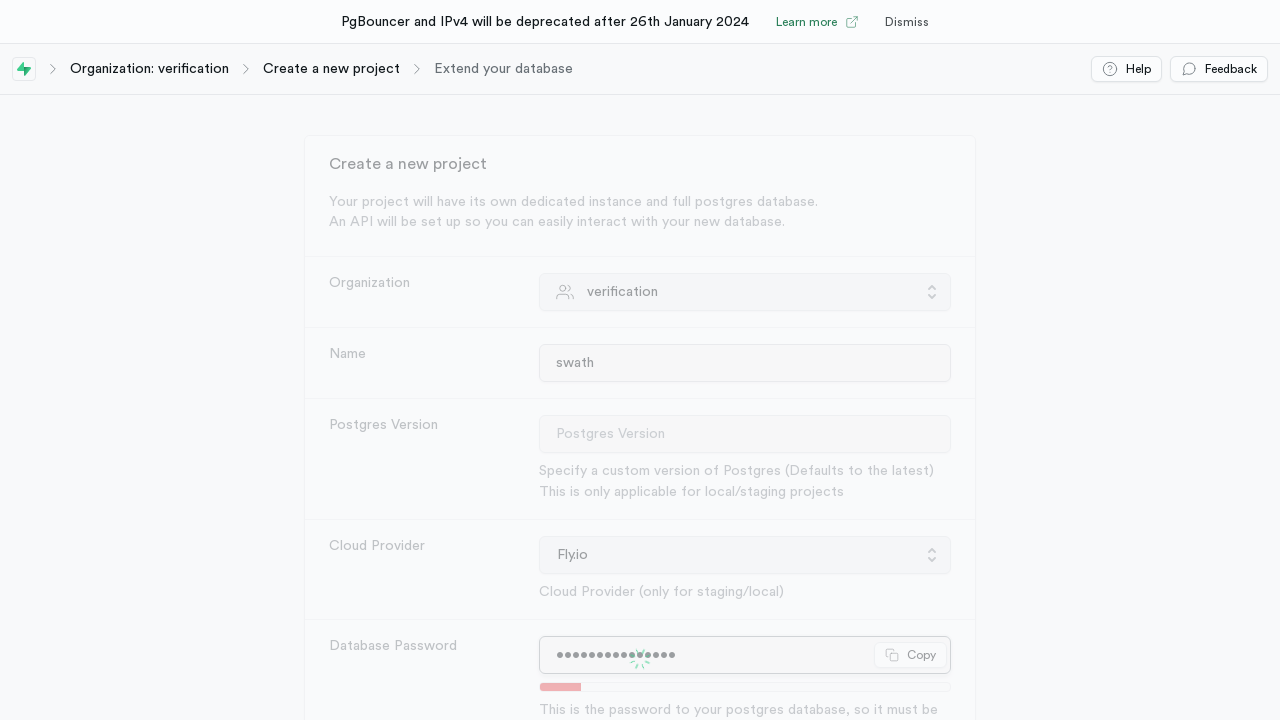 PgBouncer and IPv4 will be deprecated after 26th January 2024
Learn more
Dismiss
Organization: verification
Create a new project
Extend your database
Help
Feedback
Create a new project
Your project will have its own dedicated instance and full postgres database.
An API will be set up so you can easily interact with your new database.
Organization
verification
Name
swath
Postgres Version
Postgres Version
Specify a custom version of Postgres (Defaults to the latest)
This is only applicable for local/staging projects
Cloud Provider
Fly.io
Cloud Provider (only for staging/local)
Database Password
Copy
This is the password to your postgres database, so it must be